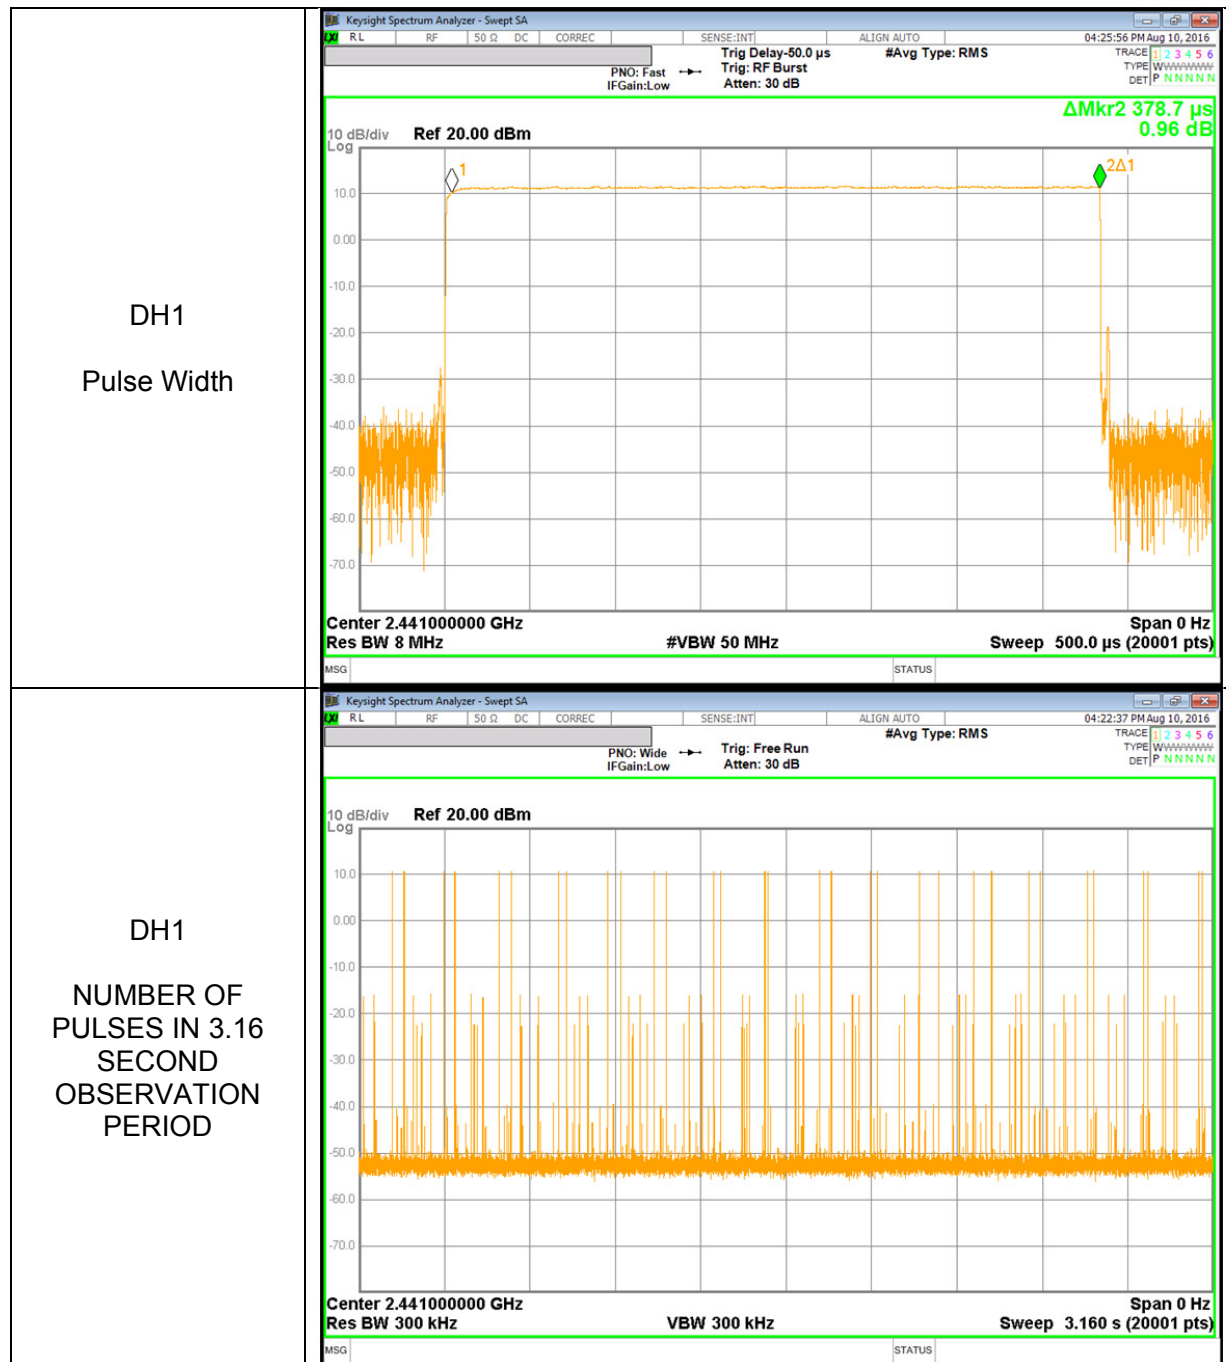 DH1
Pulse Width
Keysight Spectrum Analyzer - Swept SA
LXI RL RF 50 Ω DC CORREC SENSE:INT ALIGN AUTO 04:25:56 PM Aug 10, 2016
Trig Delay-50.0 µs #Avg Type: RMS TRACE 1 2 3 4 5 6
PNO: Fast Trig: RF Burst TYPE WWWWWWW
IFGain:Low Atten: 30 dB DET P N N N N N
ΔMkr2 378.7 µs
0.96 dB
10 dB/div Ref 20.00 dBm
Log
1
2Δ1
10.0
0.00
-10.0
-20.0
-30.0
-40.0
-50.0
-60.0
-70.0
Center 2.441000000 GHz Span 0 Hz
Res BW 8 MHz #VBW 50 MHz Sweep 500.0 µs (20001 pts)
MSG STATUS
DH1
NUMBER OF
PULSES IN 3.16
SECOND
OBSERVATION
PERIOD
Keysight Spectrum Analyzer - Swept SA
LXI RL RF 50 Ω DC CORREC SENSE:INT ALIGN AUTO 04:22:37 PM Aug 10, 2016
#Avg Type: RMS TRACE 1 2 3 4 5 6
PNO: Wide Trig: Free Run TYPE WWWWWWW
IFGain:Low Atten: 30 dB DET P N N N N N
10 dB/div Ref 20.00 dBm
Log
10.0
0.00
-10.0
-20.0
-30.0
-40.0
-50.0
-60.0
-70.0
Center 2.441000000 GHz Span 0 Hz
Res BW 300 kHz VBW 300 kHz Sweep 3.160 s (20001 pts)
MSG STATUS